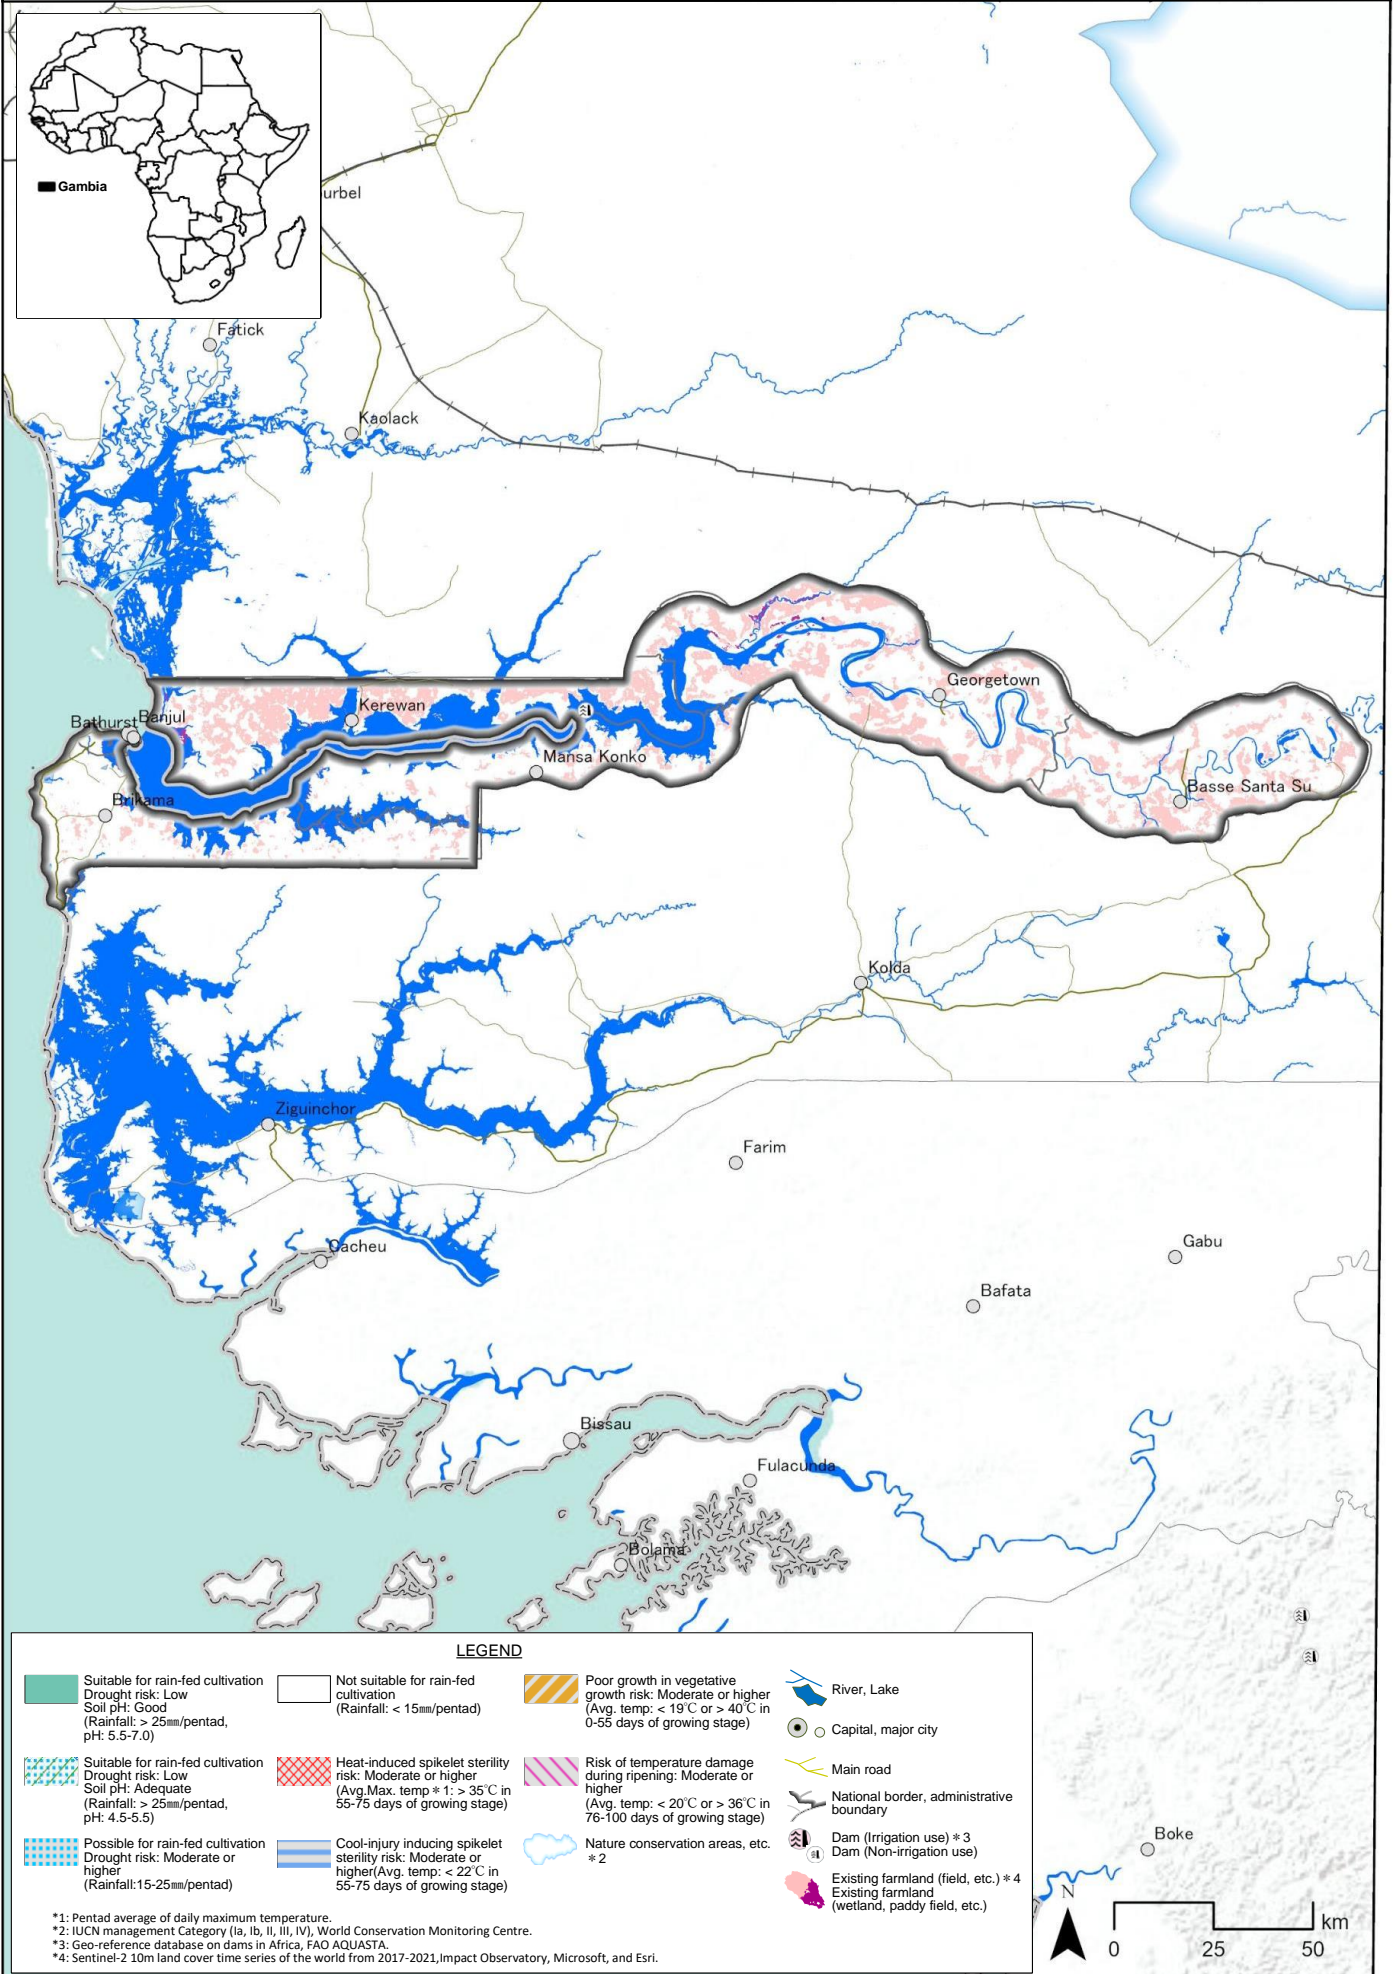 Gambia
urbel
Fatick
Kaolack
Georgetown
Kerewan
Bathurst
Banjul
Mansa Konko
Brikama
Basse Santa Su
Kolda
Ziguinchor
Farim
Cacheu
Gabu
Bafata
Bissau
Fulacunda
Bolama
Boke
LEGEND
Suitable for rain-fed cultivation
Drought risk: Low
Soil pH: Good
(Rainfall: > 25㎜/pentad,
pH: 5.5-7.0)
Suitable for rain-fed cultivation
Drought risk: Low
Soil pH: Adequate
(Rainfall: > 25㎜/pentad,
pH: 4.5-5.5)
Possible for rain-fed cultivation
Drought risk: Moderate or
higher
(Rainfall:15-25㎜/pentad)
Not suitable for rain-fed
cultivation
(Rainfall: < 15㎜/pentad)
Heat-induced spikelet sterility
risk: Moderate or higher
(Avg.Max. temp＊1: > 35℃ in
55-75 days of growing stage)
Cool-injury inducing spikelet
sterility risk: Moderate or
higher(Avg. temp: < 22℃ in
55-75 days of growing stage)
Poor growth in vegetative
growth risk: Moderate or higher
(Avg. temp: < 19℃ or > 40℃ in
0-55 days of growing stage)
Risk of temperature damage
during ripening: Moderate or
higher
(Avg. temp: < 20℃ or > 36℃ in
76-100 days of growing stage)
Nature conservation areas, etc.
＊2
River, Lake
Capital, major city
Main road
National border, administrative
boundary
Dam (Irrigation use)＊3
Dam (Non-irrigation use)
Existing farmland (field, etc.)＊4
Existing farmland
(wetland, paddy field, etc.)
*1: Pentad average of daily maximum temperature.
*2: IUCN management Category (Ia, Ib, II, III, IV), World Conservation Monitoring Centre.
*3: Geo-reference database on dams in Africa, FAO AQUASTA.
*4: Sentinel-2 10m land cover time series of the world from 2017-2021,Impact Observatory, Microsoft, and Esri.
N
km
0 25 50